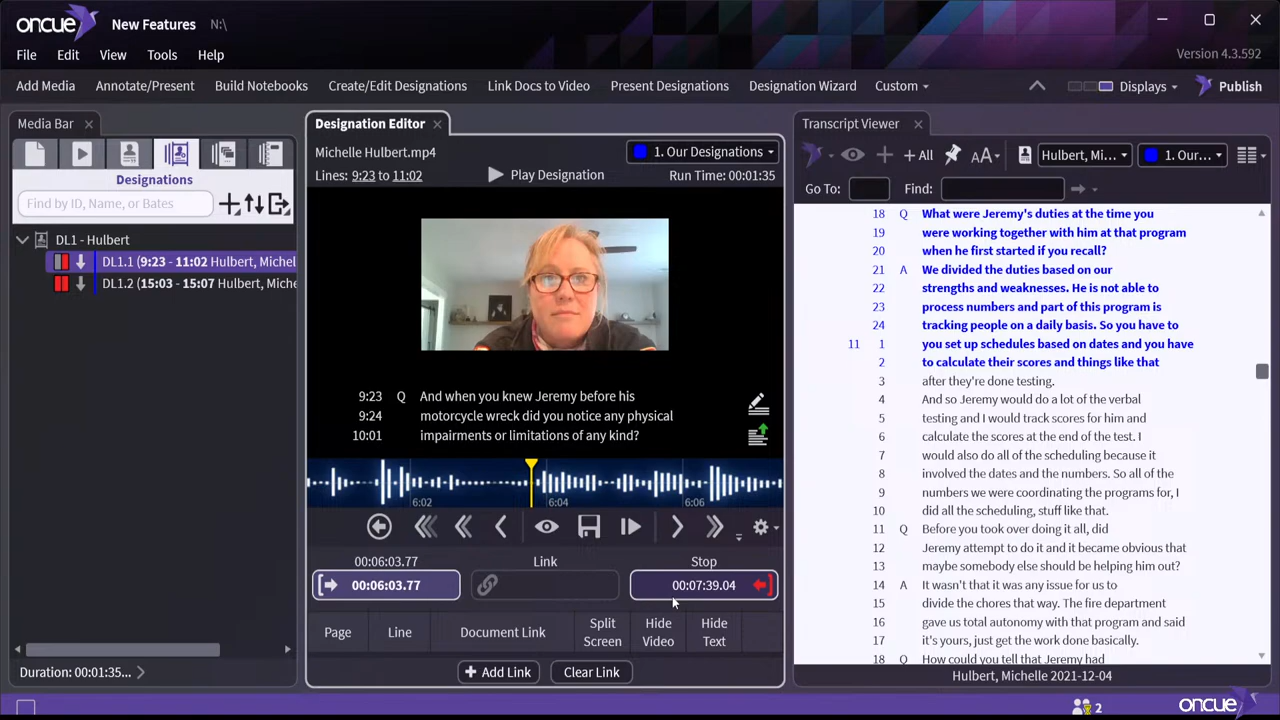 oncue New Features N:\
File Edit View Tools Help
Version 4.3.592
Add Media Annotate/Present Build Notebooks Create/Edit Designations Link Docs to Video Present Designations Designation Wizard Custom Displays Publish
Media Bar
Designations
Find by ID, Name, or Bates
DL1 - Hulbert
DL1.1 (9:23 - 11:02 Hulbert, Michel
DL1.2 (15:03 - 15:07 Hulbert, Miche
Duration: 00:01:35...
Designation Editor
Michelle Hulbert.mp4 1. Our Designations
Lines: 9:23 to 11:02 Play Designation Run Time: 00:01:35
9:23 Q And when you knew Jeremy before his
9:24 motorcycle wreck did you notice any physical
10:01 impairments or limitations of any kind?
6:02 6:04 6:06
00:06:03.77 Link Stop
00:06:03.77 00:07:39.04
Page Line Document Link Split Screen Hide Video Hide Text
Add Link Clear Link
Transcript Viewer
All AA Hulbert, Mi... 1. Our...
Go To: Find:
18 Q What were Jeremy's duties at the time you
19 were working together with him at that program
20 when he first started if you recall?
21 A We divided the duties based on our
22 strengths and weaknesses. He is not able to
23 process numbers and part of this program is
24 tracking people on a daily basis. So you have to
11 1 you set up schedules based on dates and you have
2 to calculate their scores and things like that
3 after they're done testing.
4 And so Jeremy would do a lot of the verbal
5 testing and I would track scores for him and
6 calculate the scores at the end of the test. I
7 would also do all of the scheduling because it
8 involved the dates and the numbers. So all of the
9 numbers we were coordinating the programs for, I
10 did all the scheduling, stuff like that.
11 Q Before you took over doing it all, did
12 Jeremy attempt to do it and it became obvious that
13 maybe somebody else should be helping him out?
14 A It wasn't that it was any issue for us to
15 divide the chores that way. The fire department
16 gave us total autonomy with that program and said
17 it's yours, just get the work done basically.
18 Q How could you tell that Jeremy had
Hulbert, Michelle 2021-12-04
2 oncue